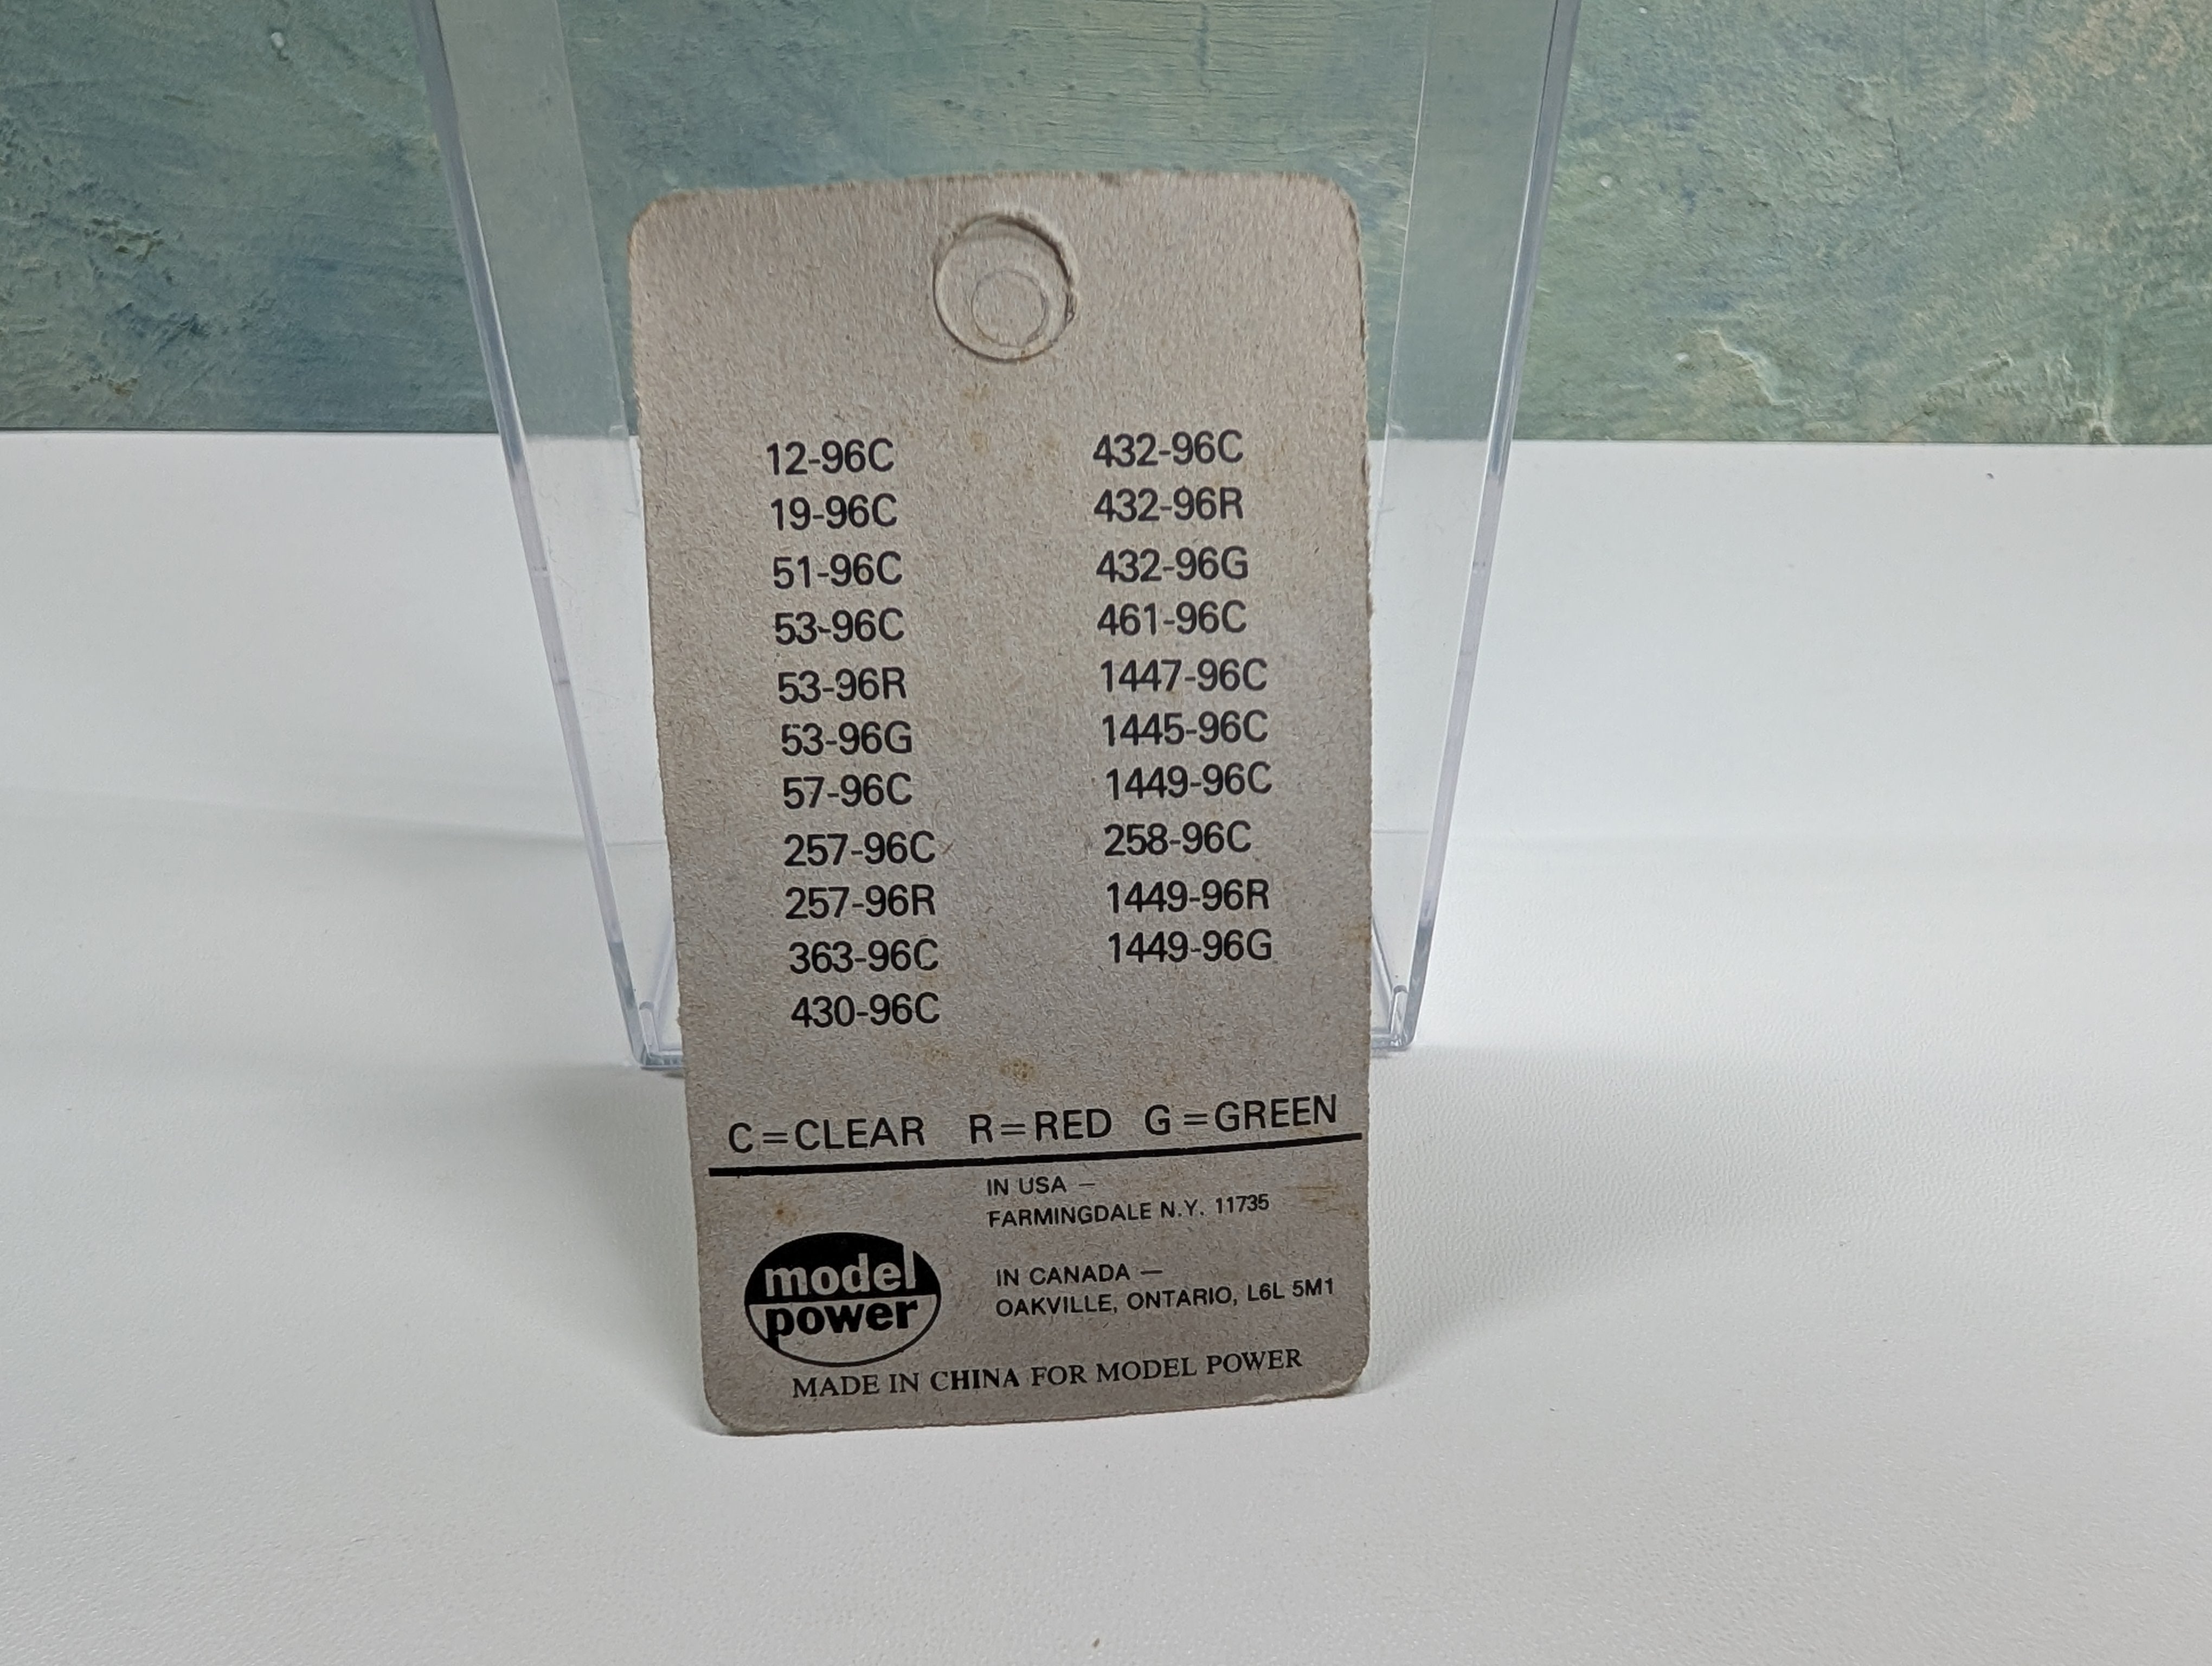 12-96C
19-96C
51-96C
53-96C
53-96R
53-96G
57-96C
257-96C
257-96R
363-96C
430-96C
432-96C
432-96R
432-96G
461-96C
1447-96C
1445-96C
1449-96C
258-96C
1449-96R
1449-96G
C=CLEAR R=RED G=GREEN
IN USA —
FARMINGDALE N.Y. 11735
model
power
IN CANADA —
OAKVILLE, ONTARIO, L6L 5M1
MADE IN CHINA FOR MODEL POWER